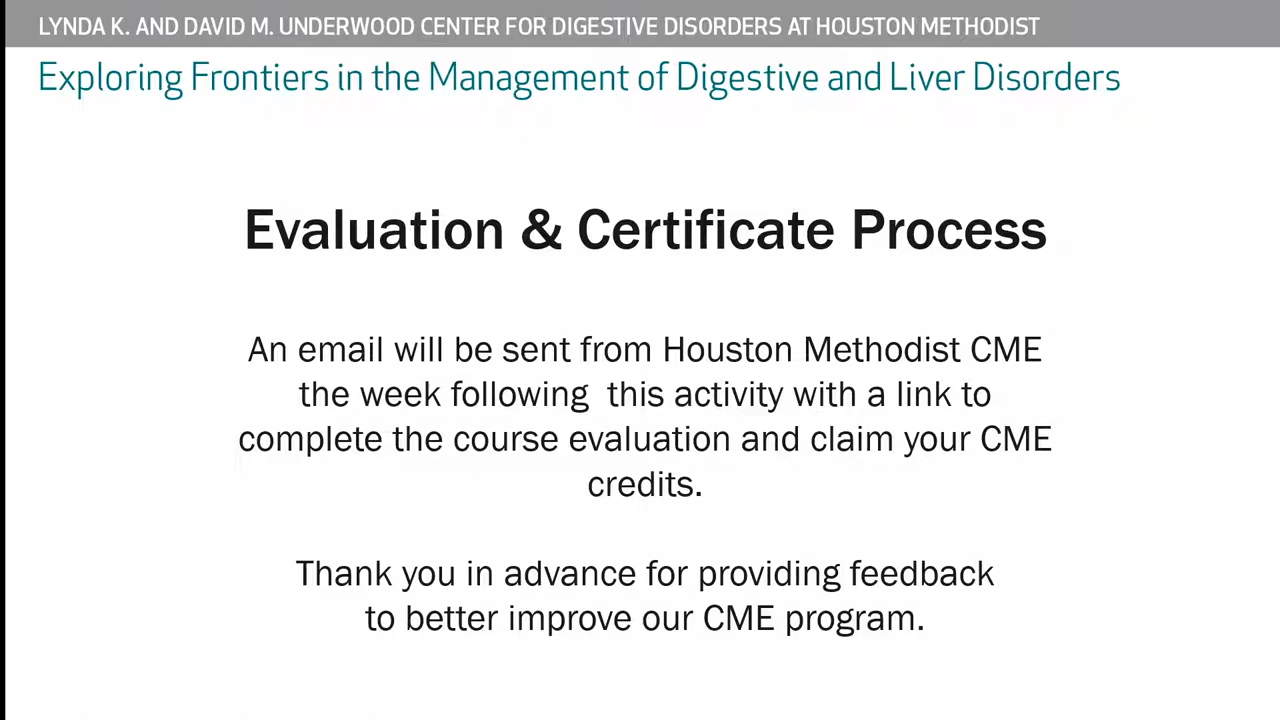 LYNDA K. AND DAVID M. UNDERWOOD CENTER FOR DIGESTIVE DISORDERS AT HOUSTON METHODIST
Exploring Frontiers in the Management of Digestive and Liver Disorders
Evaluation & Certificate Process
An email will be sent from Houston Methodist CME
the week following  this activity with a link to
complete the course evaluation and claim your CME
credits.
Thank you in advance for providing feedback
to better improve our CME program.